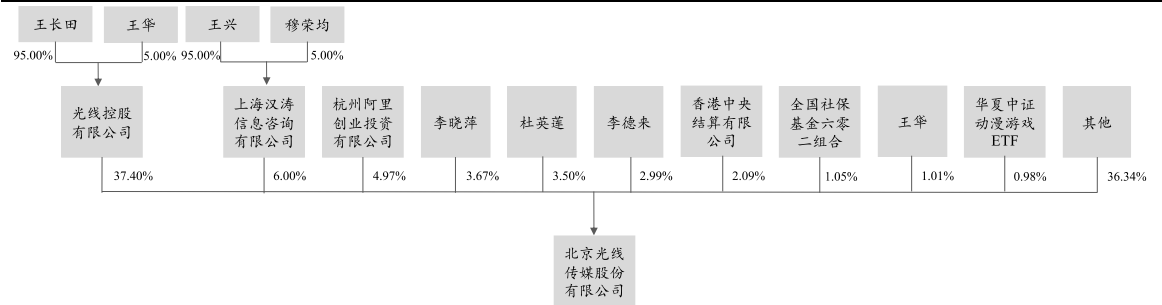 王长田
王华
王兴
穆荣均
95.00%
5.00%
95.00%
5.00%
光线控股
有限公司
上海汉涛
信息咨询
有限公司
杭州阿里
创业投资
有限公司
李晓萍
杜英莲
李德来
香港中央
结算有限
公司
全国社保
基金六零
二组合
王华
华夏中证
动漫游戏
ETF
其他
37.40%
6.00%
4.97%
3.67%
3.50%
2.99%
2.09%
1.05%
1.01%
0.98%
36.34%
北京光线
传媒股份
有限公司